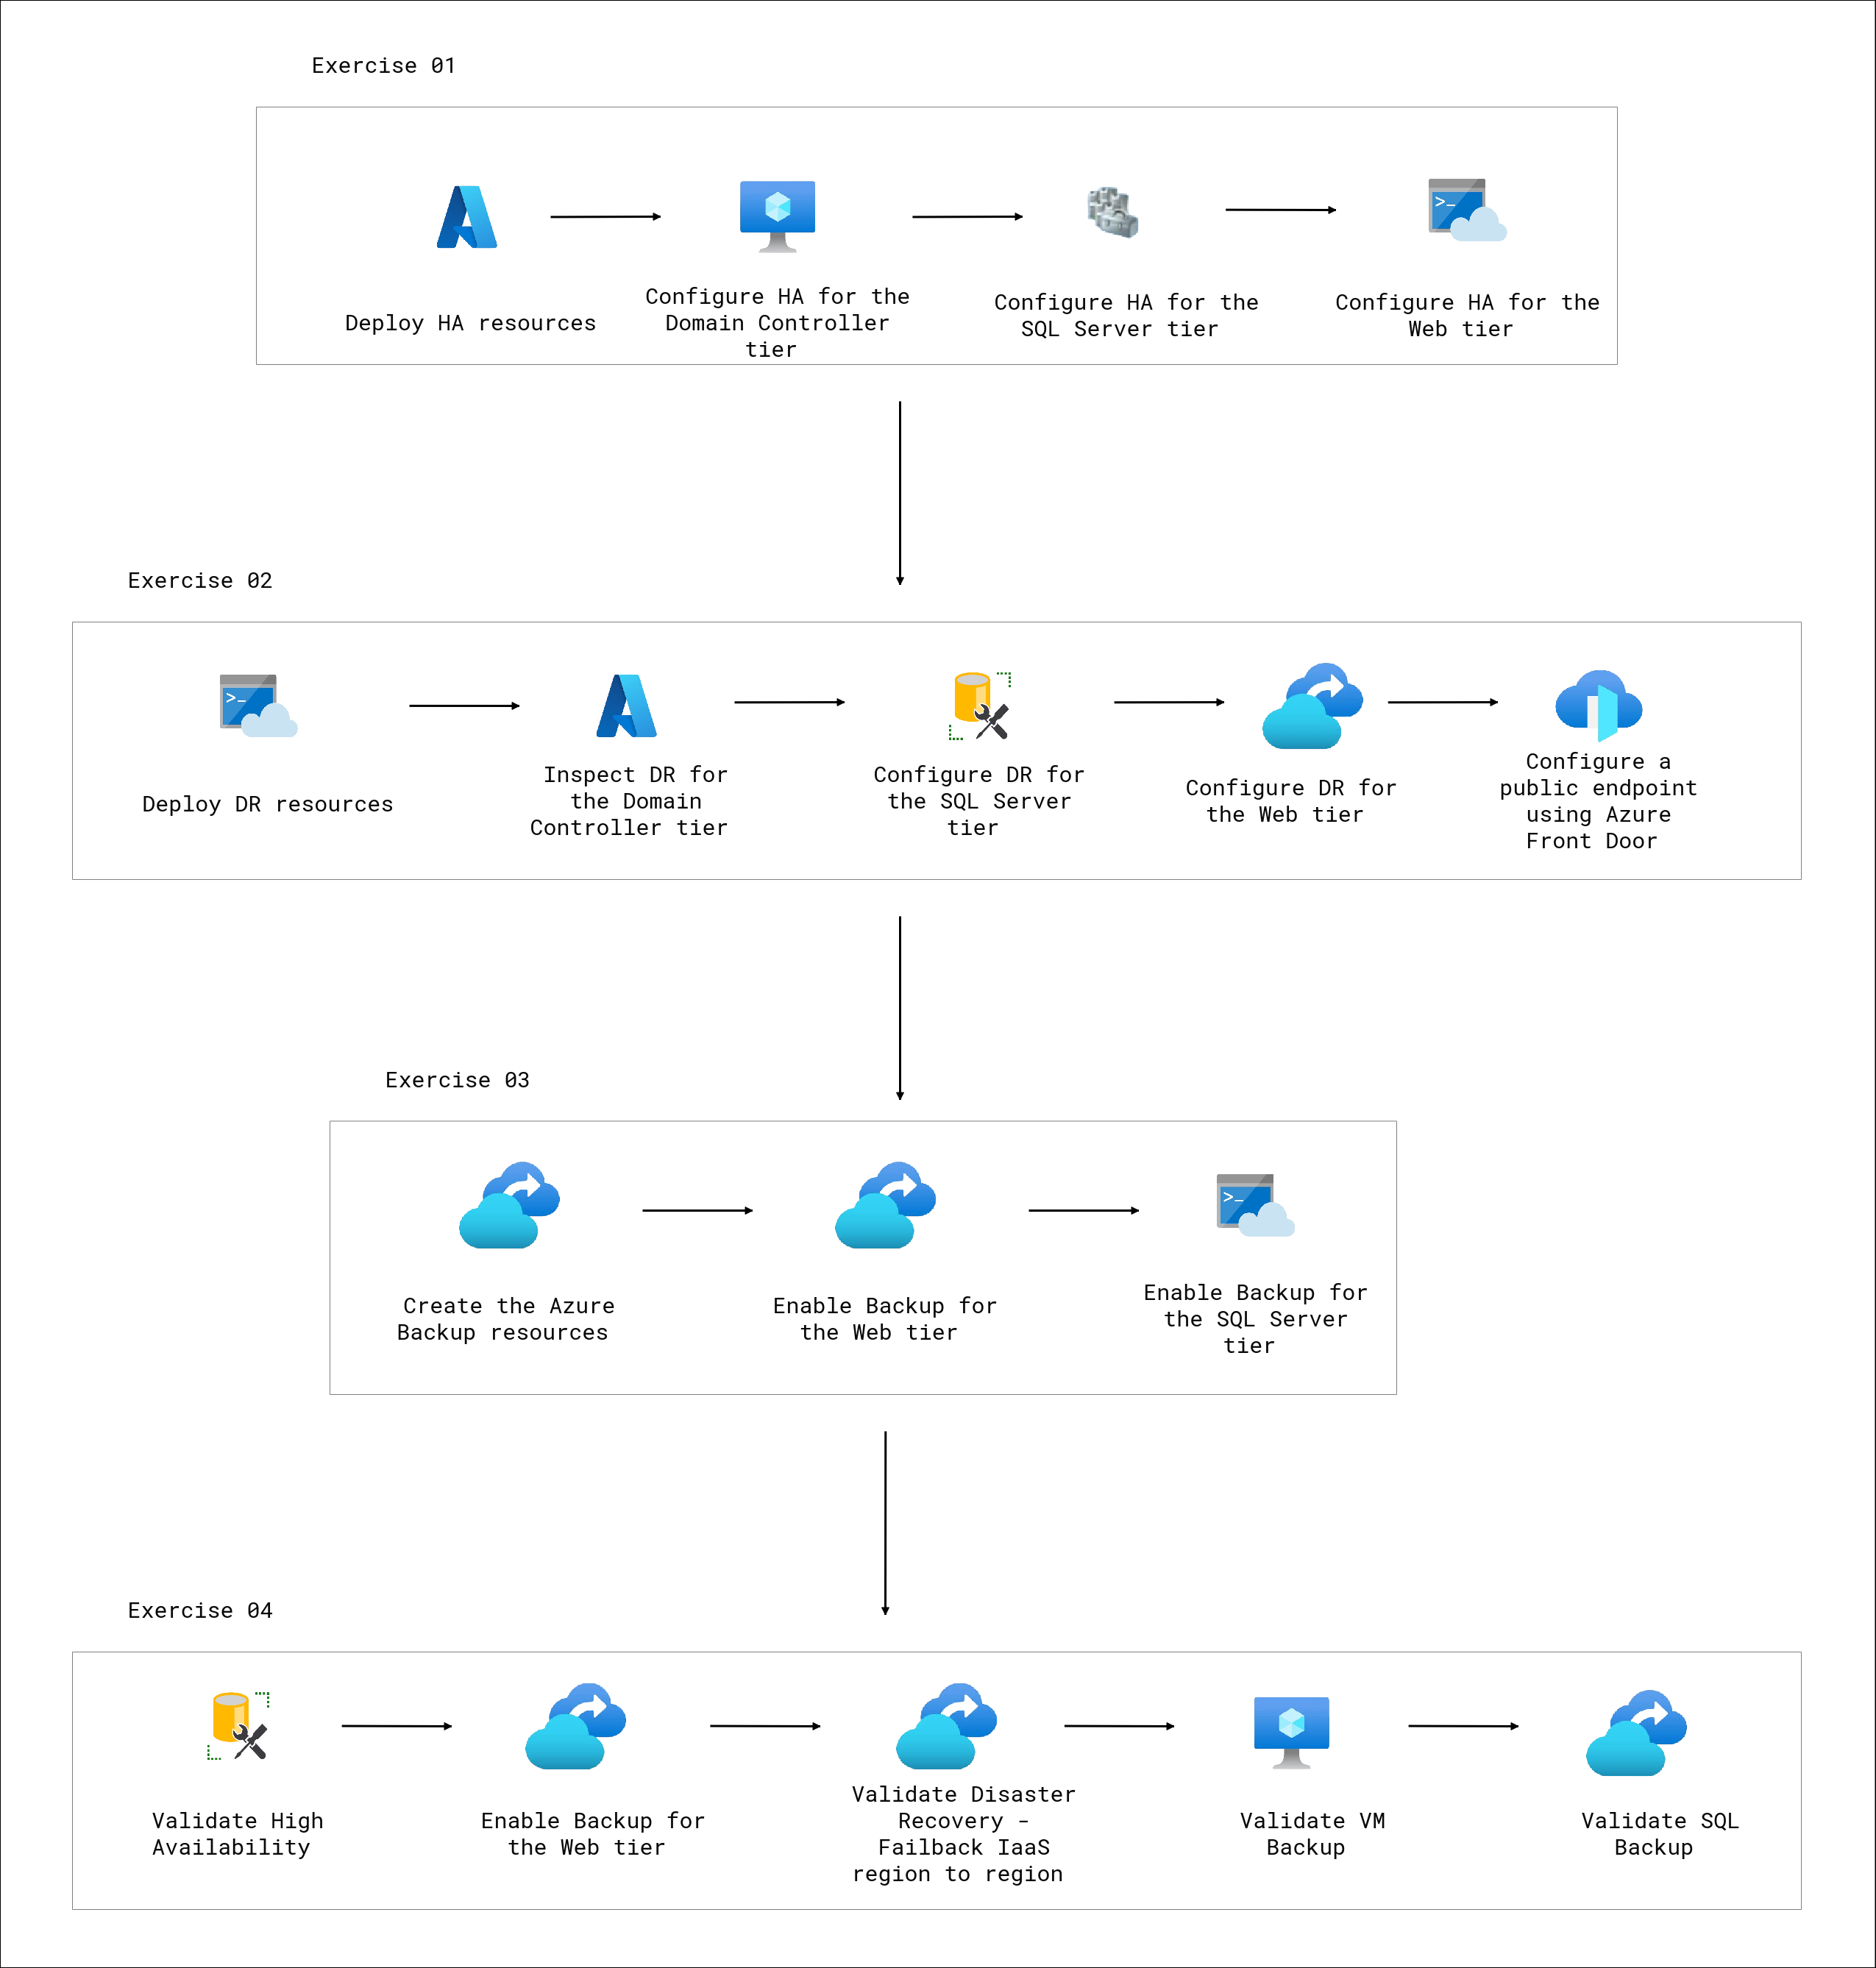 Exercise 01
>_
Deploy HA resources
Configure HA for the
Domain Controller
tier
Configure HA for the
SQL Server tier
Configure HA for the
Web tier
Exercise 02
>_
Deploy DR resources
Inspect DR for
the Domain
Controller tier
Configure DR for
the SQL Server
tier
Configure DR for
the Web tier
Configure a
public endpoint
using Azure
Front Door
Exercise 03
>_
Create the Azure
Backup resources
Enable Backup for
the Web tier
Enable Backup for
the SQL Server
tier
Exercise 04
Validate High
Availability
Enable Backup for
the Web tier
Validate Disaster
Recovery -
Failback IaaS
region to region
Validate VM
Backup
Validate SQL
Backup